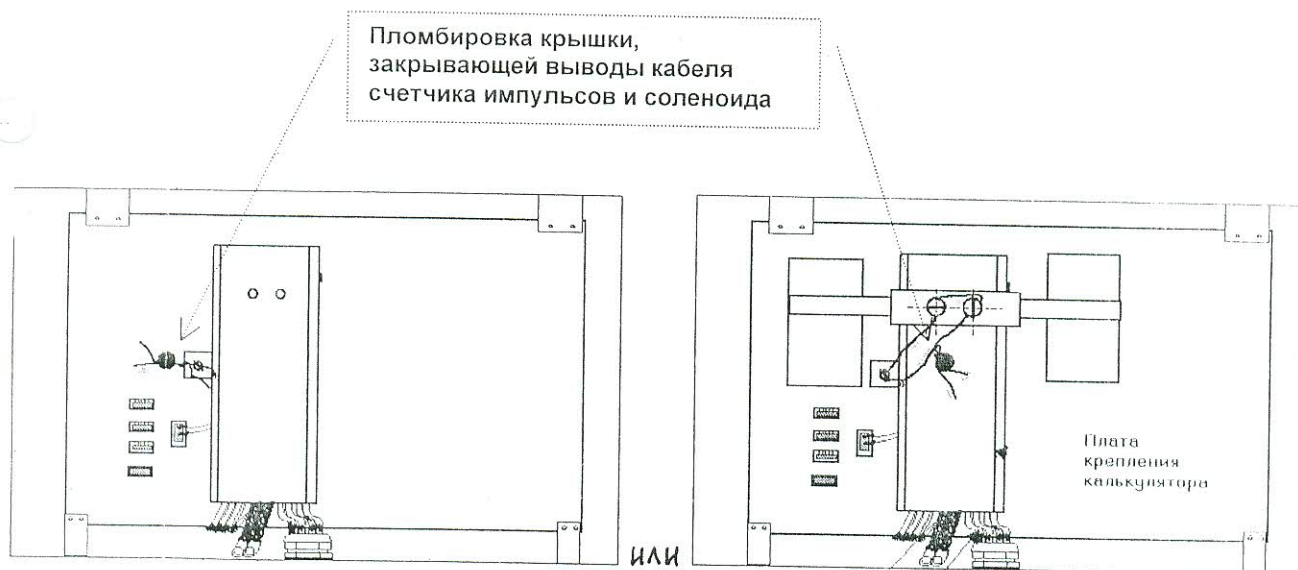 Пломбировка крышки,
закрывающей выводы кабеля
счетчика импульсов и соленоида
Плата
крепления
калькулятора
или